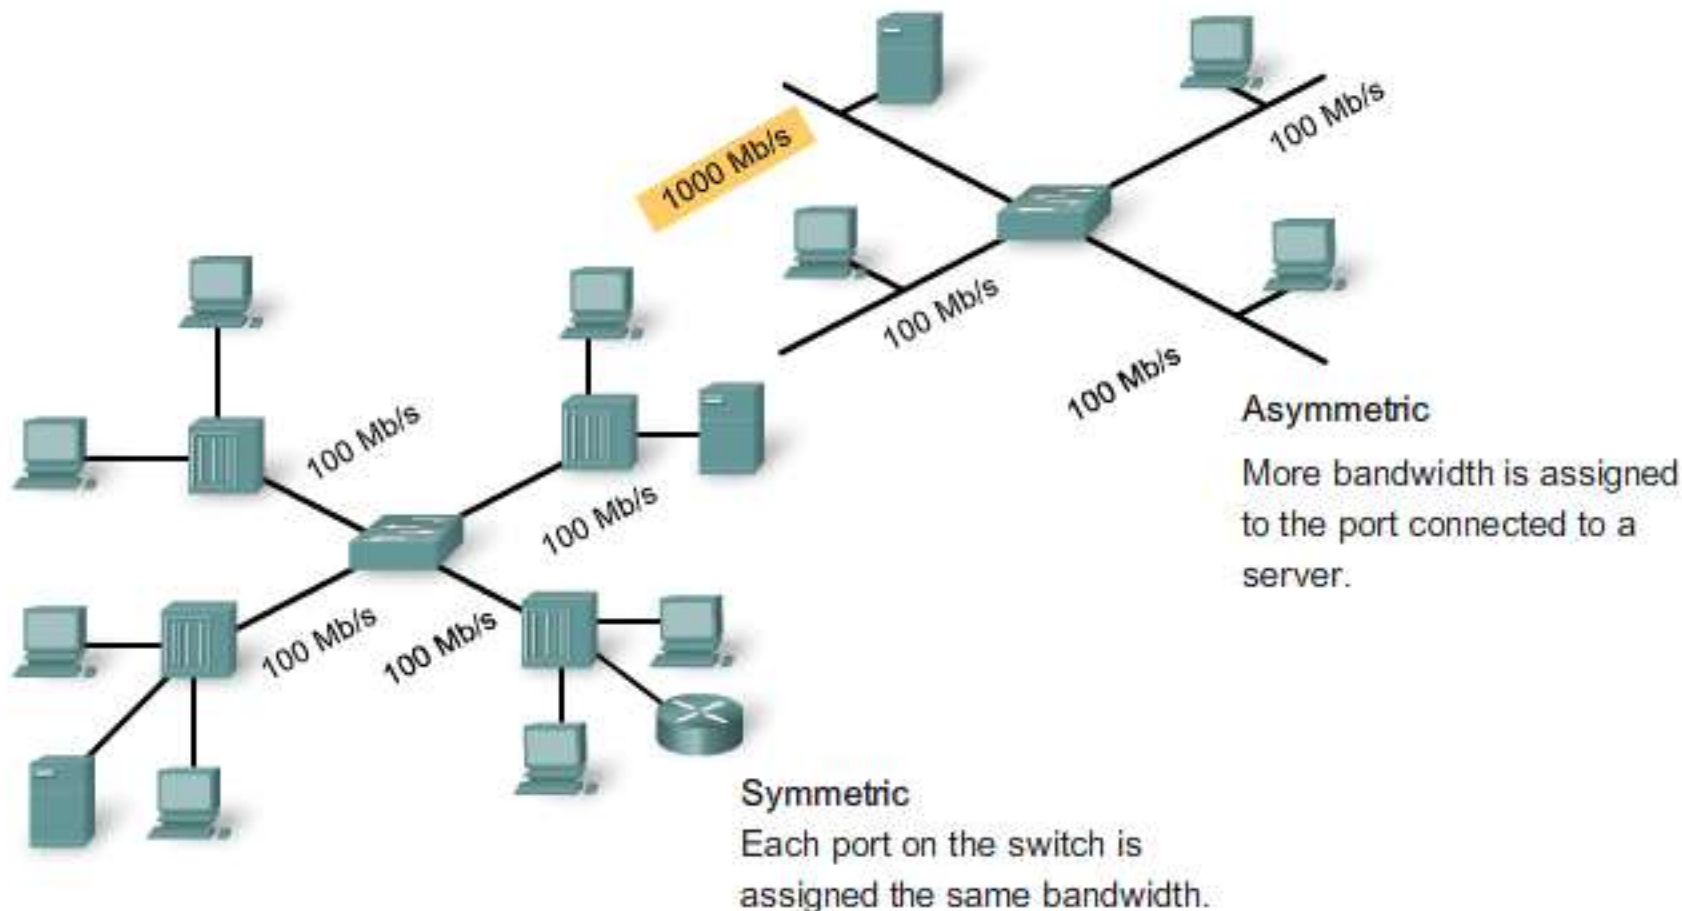 1000 Mb/s
100 Mb/s
100 Mb/s
100 Mb/s
Asymmetric
More bandwidth is assigned
to the port connected to a
server.
100 Mb/s
100 Mb/s
100 Mb/s
100 Mb/s
Symmetric
Each port on the switch is
assigned the same bandwidth.